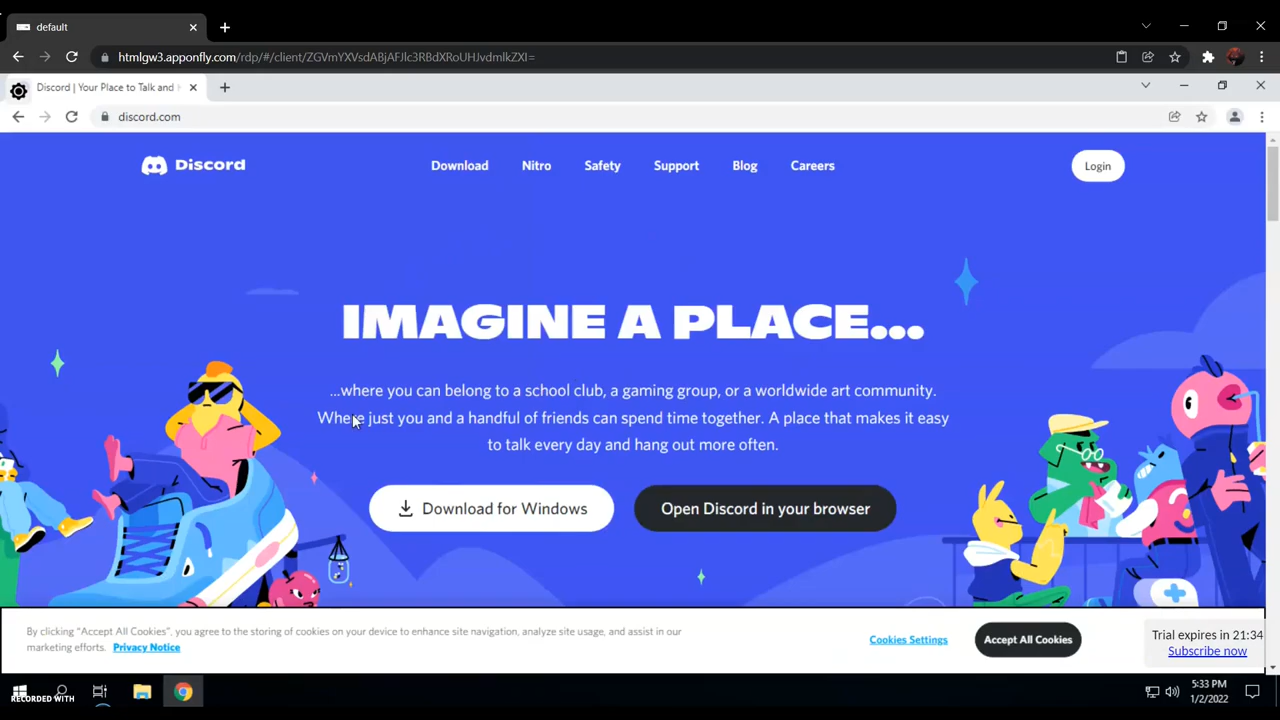 default
htmlgw3.apponfly.com/rdp/#/client/ZGVmYXVsdABjAFJlc3RBdXRoUHJvdmlkZXI=
Discord | Your Place to Talk and H
discord.com
Discord
Download
Nitro
Safety
Support
Blog
Careers
Login
IMAGINE A PLACE...
...where you can belong to a school club, a gaming group, or a worldwide art community.
Where just you and a handful of friends can spend time together. A place that makes it easy
to talk every day and hang out more often.
Download for Windows
Open Discord in your browser
By clicking “Accept All Cookies”, you agree to the storing of cookies on your device to enhance site navigation, analyze site usage, and assist in our
marketing efforts. Privacy Notice
Cookies Settings
Accept All Cookies
Trial expires in 21:34
Subscribe now
RECORDED WITH
5:33 PM
1/2/2022